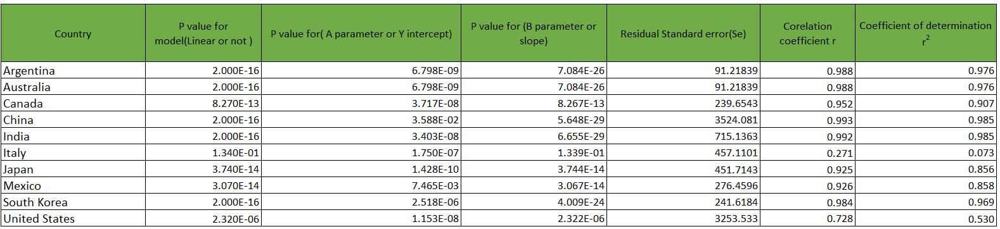 Country P value for model(Linear or not ) P value for( A parameter or Y intercept) P value for (B parameter or slope) Residual Standard error(Se) Corelation coefficient r Coefficient of determination r²
Argentina 2.000E-16 6.798E-09 7.084E-26 91.21839 0.988 0.976
Australia 2.000E-16 6.798E-09 7.084E-26 91.21839 0.988 0.976
Canada 8.270E-13 3.717E-08 8.267E-13 239.6543 0.952 0.907
China 2.000E-16 3.588E-02 5.648E-29 3524.081 0.993 0.985
India 2.000E-16 3.403E-08 6.655E-29 715.1363 0.992 0.985
Italy 1.340E-01 1.750E-07 1.339E-01 457.1101 0.271 0.073
Japan 3.740E-14 1.428E-10 3.744E-14 451.7143 0.925 0.856
Mexico 3.070E-14 7.465E-03 3.067E-14 276.4596 0.926 0.858
South Korea 2.000E-16 2.518E-06 4.009E-24 241.6184 0.984 0.969
United States 2.320E-06 1.153E-08 2.322E-06 3253.533 0.728 0.530